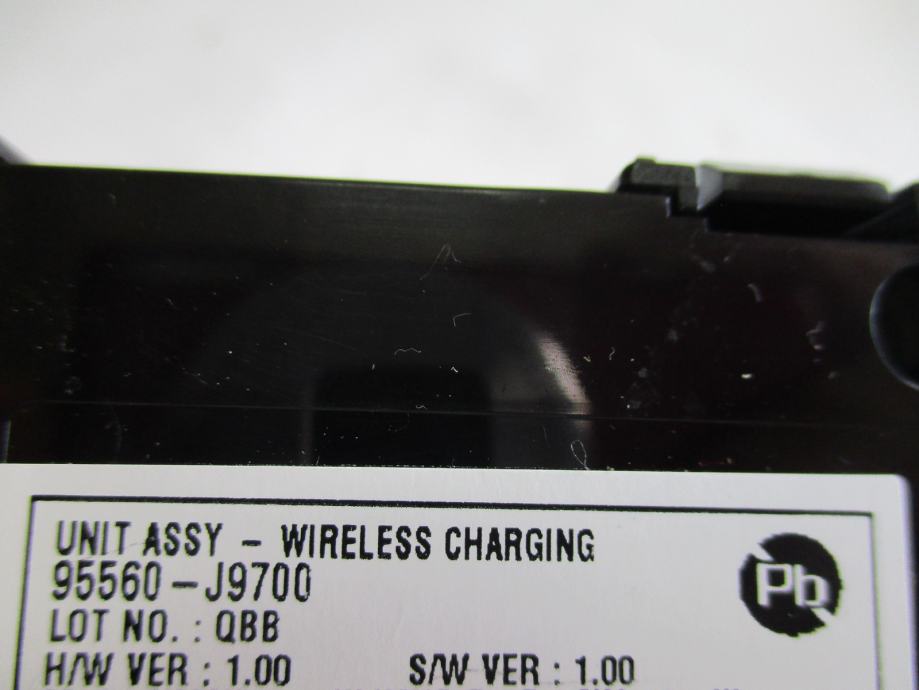 UNIT ASSY - WIRELESS CHARGING
95560-J9700
Pb
LOT NO. : QBB
H/W VER : 1.00 S/W VER : 1.00